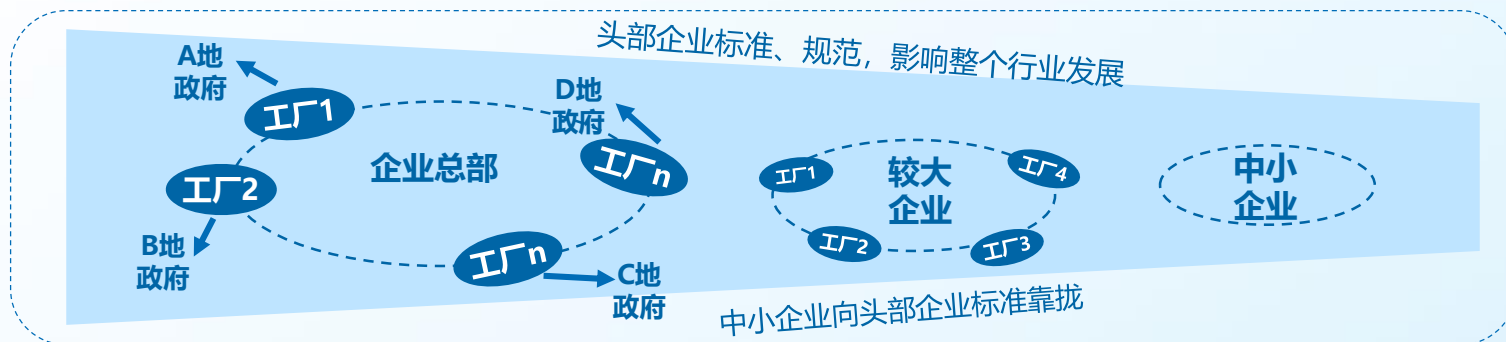 头部企业标准、规范，影响整个行业发展
A地
政府
工厂1
D地
政府
企业总部
工厂n
工厂2
B地
政府
工厂n
C地
政府
工厂1
较大
企业
工厂4
工厂2
工厂3
中小
企业
中小企业向头部企业标准靠拢